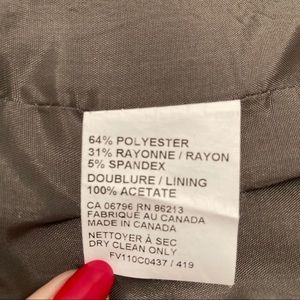 64% POLYESTER
31% RAYONNE / RAYON
5% SPANDEX
DOUBLURE / LINING
100% ACETATE
CA 06796 RN 86213
FABRIQUÉ AU CANADA
MADE IN CANADA
NETTOYER À SEC
DRY CLEAN ONLY
FV110C0437 / 419